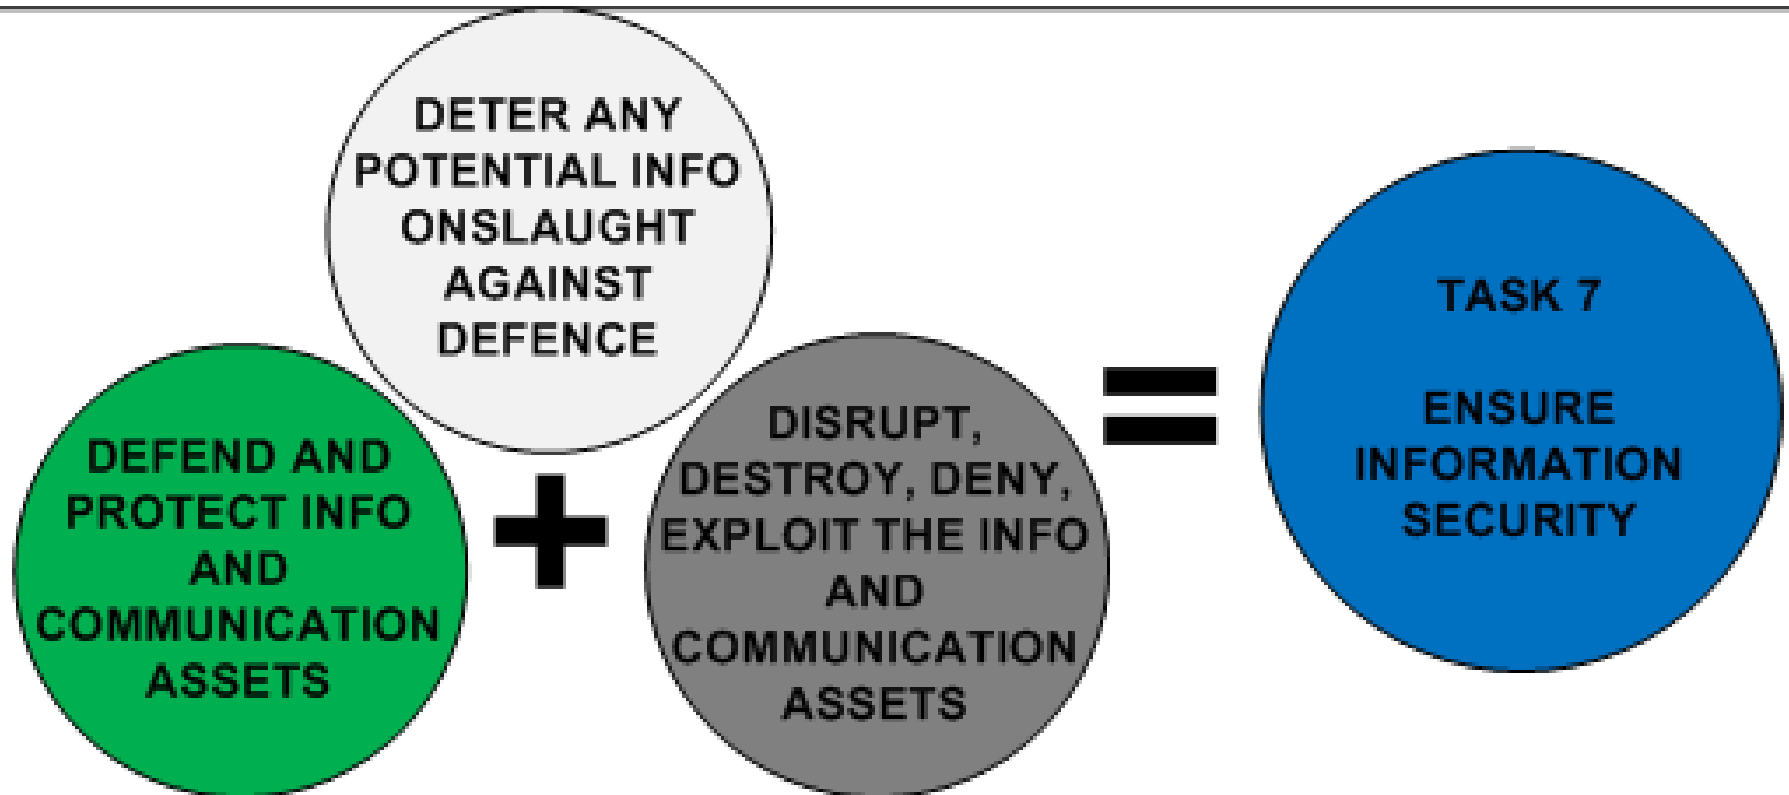 DETER ANY
POTENTIAL INFO
ONSLAUGHT
AGAINST
DEFENCE
DEFEND AND
PROTECT INFO
AND
COMMUNICATION
ASSETS
+
DISRUPT,
DESTROY, DENY,
EXPLOIT THE INFO
AND
COMMUNICATION
ASSETS
=
TASK 7
ENSURE
INFORMATION
SECURITY